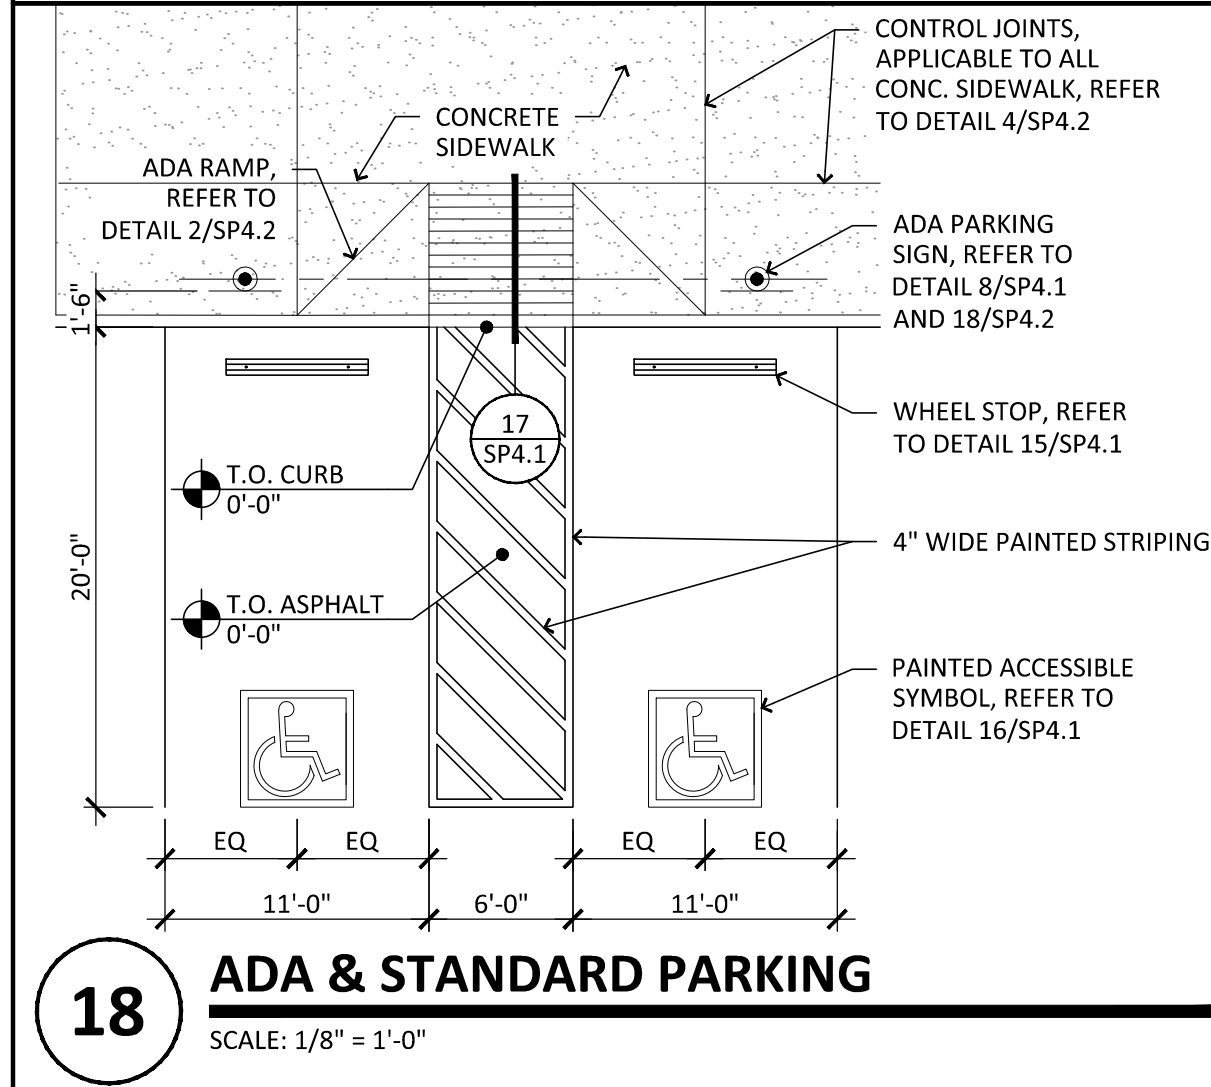 CONTROL JOINTS,
APPLICABLE TO ALL
CONC. SIDEWALK, REFER
TO DETAIL 4/SP4.2
CONCRETE
SIDEWALK
ADA RAMP,
REFER TO
DETAIL 2/SP4.2
ADA PARKING
SIGN, REFER TO
DETAIL 8/SP4.1
AND 18/SP4.2
1'-6"
WHEEL STOP, REFER
TO DETAIL 15/SP4.1
17
SP4.1
T.O. CURB
0'-0"
4" WIDE PAINTED STRIPING
20'-0"
T.O. ASPHALT
0'-0"
PAINTED ACCESSIBLE
SYMBOL, REFER TO
DETAIL 16/SP4.1
EQ EQ EQ EQ
11'-0" 6'-0" 11'-0"
18
ADA & STANDARD PARKING
SCALE: 1/8" = 1'-0"